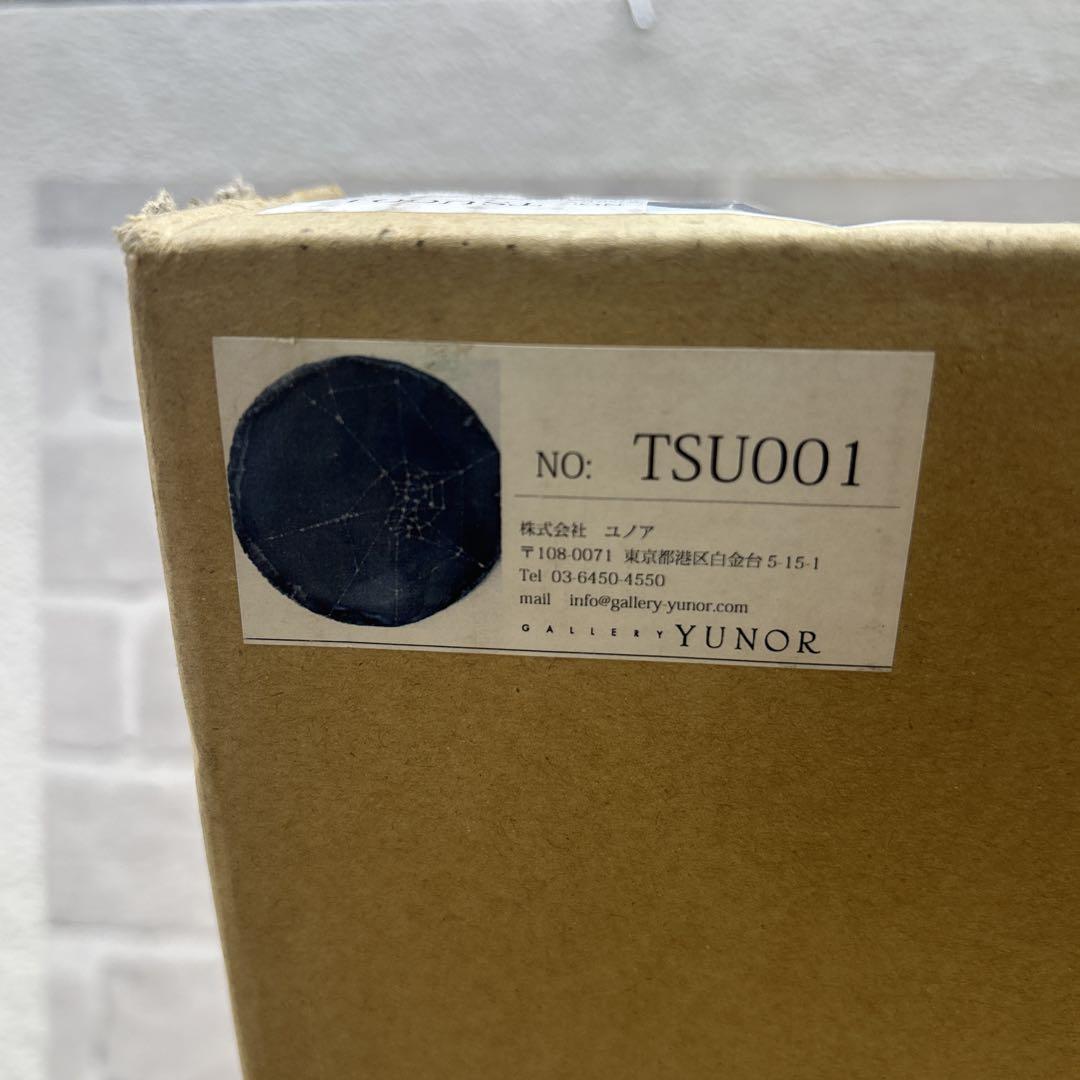 NO: TSU001
株式会社 ユノア
〒108-0071 東京都港区白金台 5-15-1
Tel 03-6450-4550
mail info@gallery-yunor.com
GALLERY YUNOR